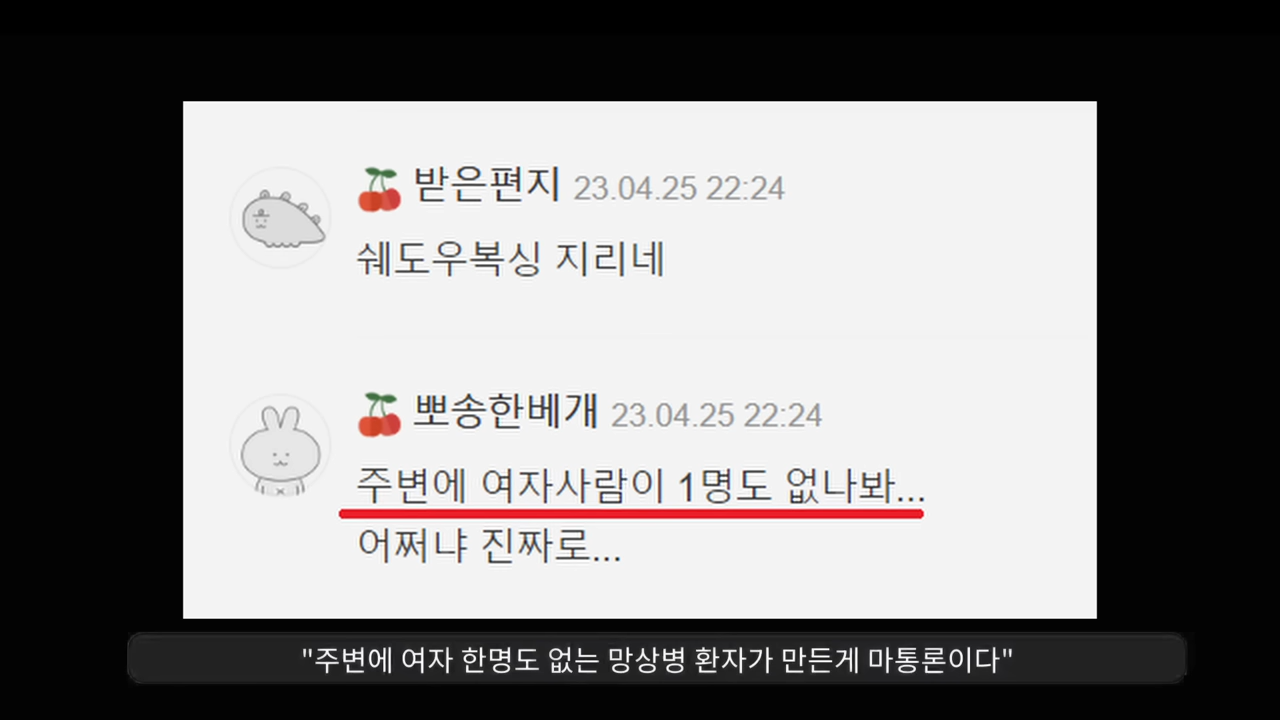 받은편지 23.04.25 22:24
쉐도우복싱 지리네
뽀송한베개 23.04.25 22:24
주변에 여자사람이 1명도 없나봐...
어쩌냐 진짜로...
"주변에 여자 한명도 없는 망상병 환자가 만든게 마통론이다"